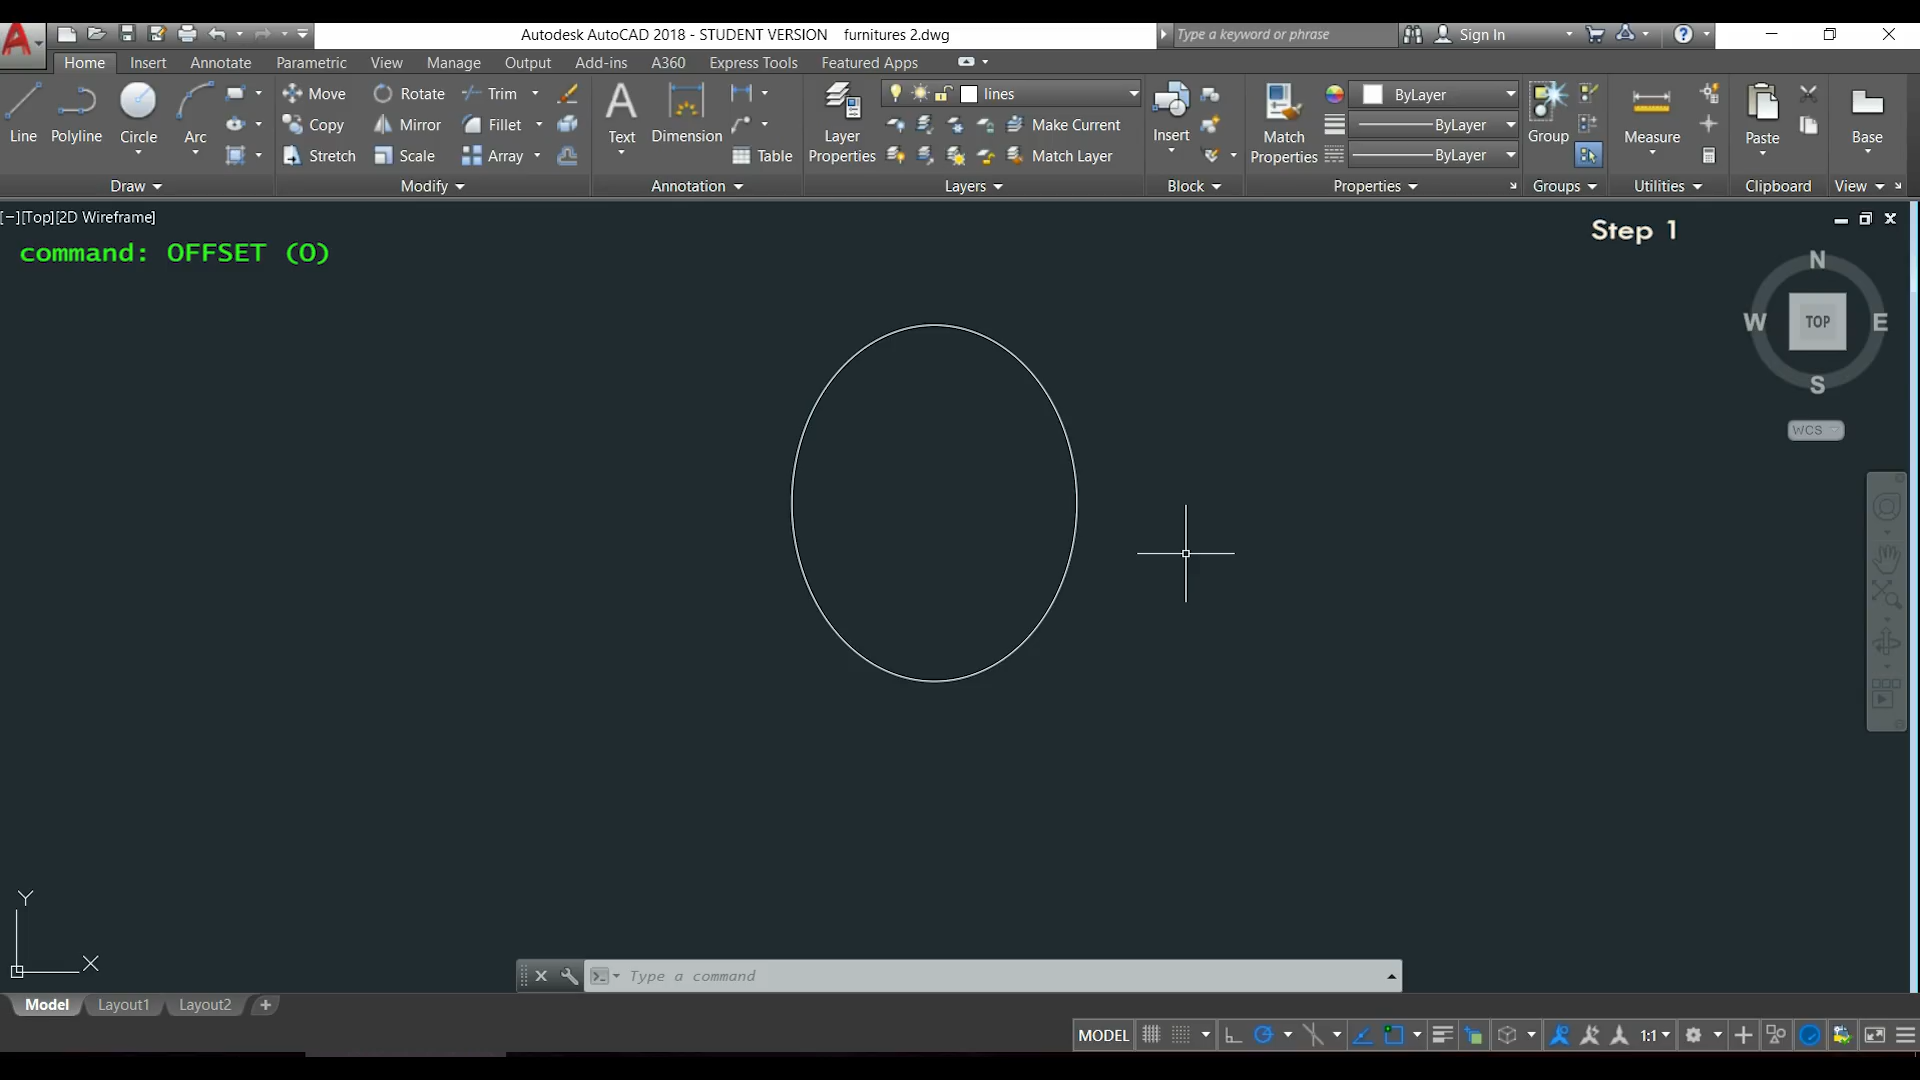 Autodesk AutoCAD 2018 - STUDENT VERSION furnitures 2.dwg
Type a keyword or phrase
Sign In
Home Insert Annotate Parametric View Manage Output Add-ins A360 Express Tools Featured Apps
Line Polyline Circle Arc
Move Rotate Trim
Copy Mirror Fillet
Stretch Scale Array
Text Dimension Table
Layer Properties
lines
Make Current
Match Layer
Insert
Match Properties
ByLayer
ByLayer
ByLayer
Group
Measure
Paste
Base
Draw Modify Annotation Layers Block Properties Groups Utilities Clipboard View
[−][Top][2D Wireframe]
command: OFFSET (O)
Step 1
N
W TOP E
S
WCS
Y
X
Type a command
Model Layout1 Layout2
MODEL 1:1